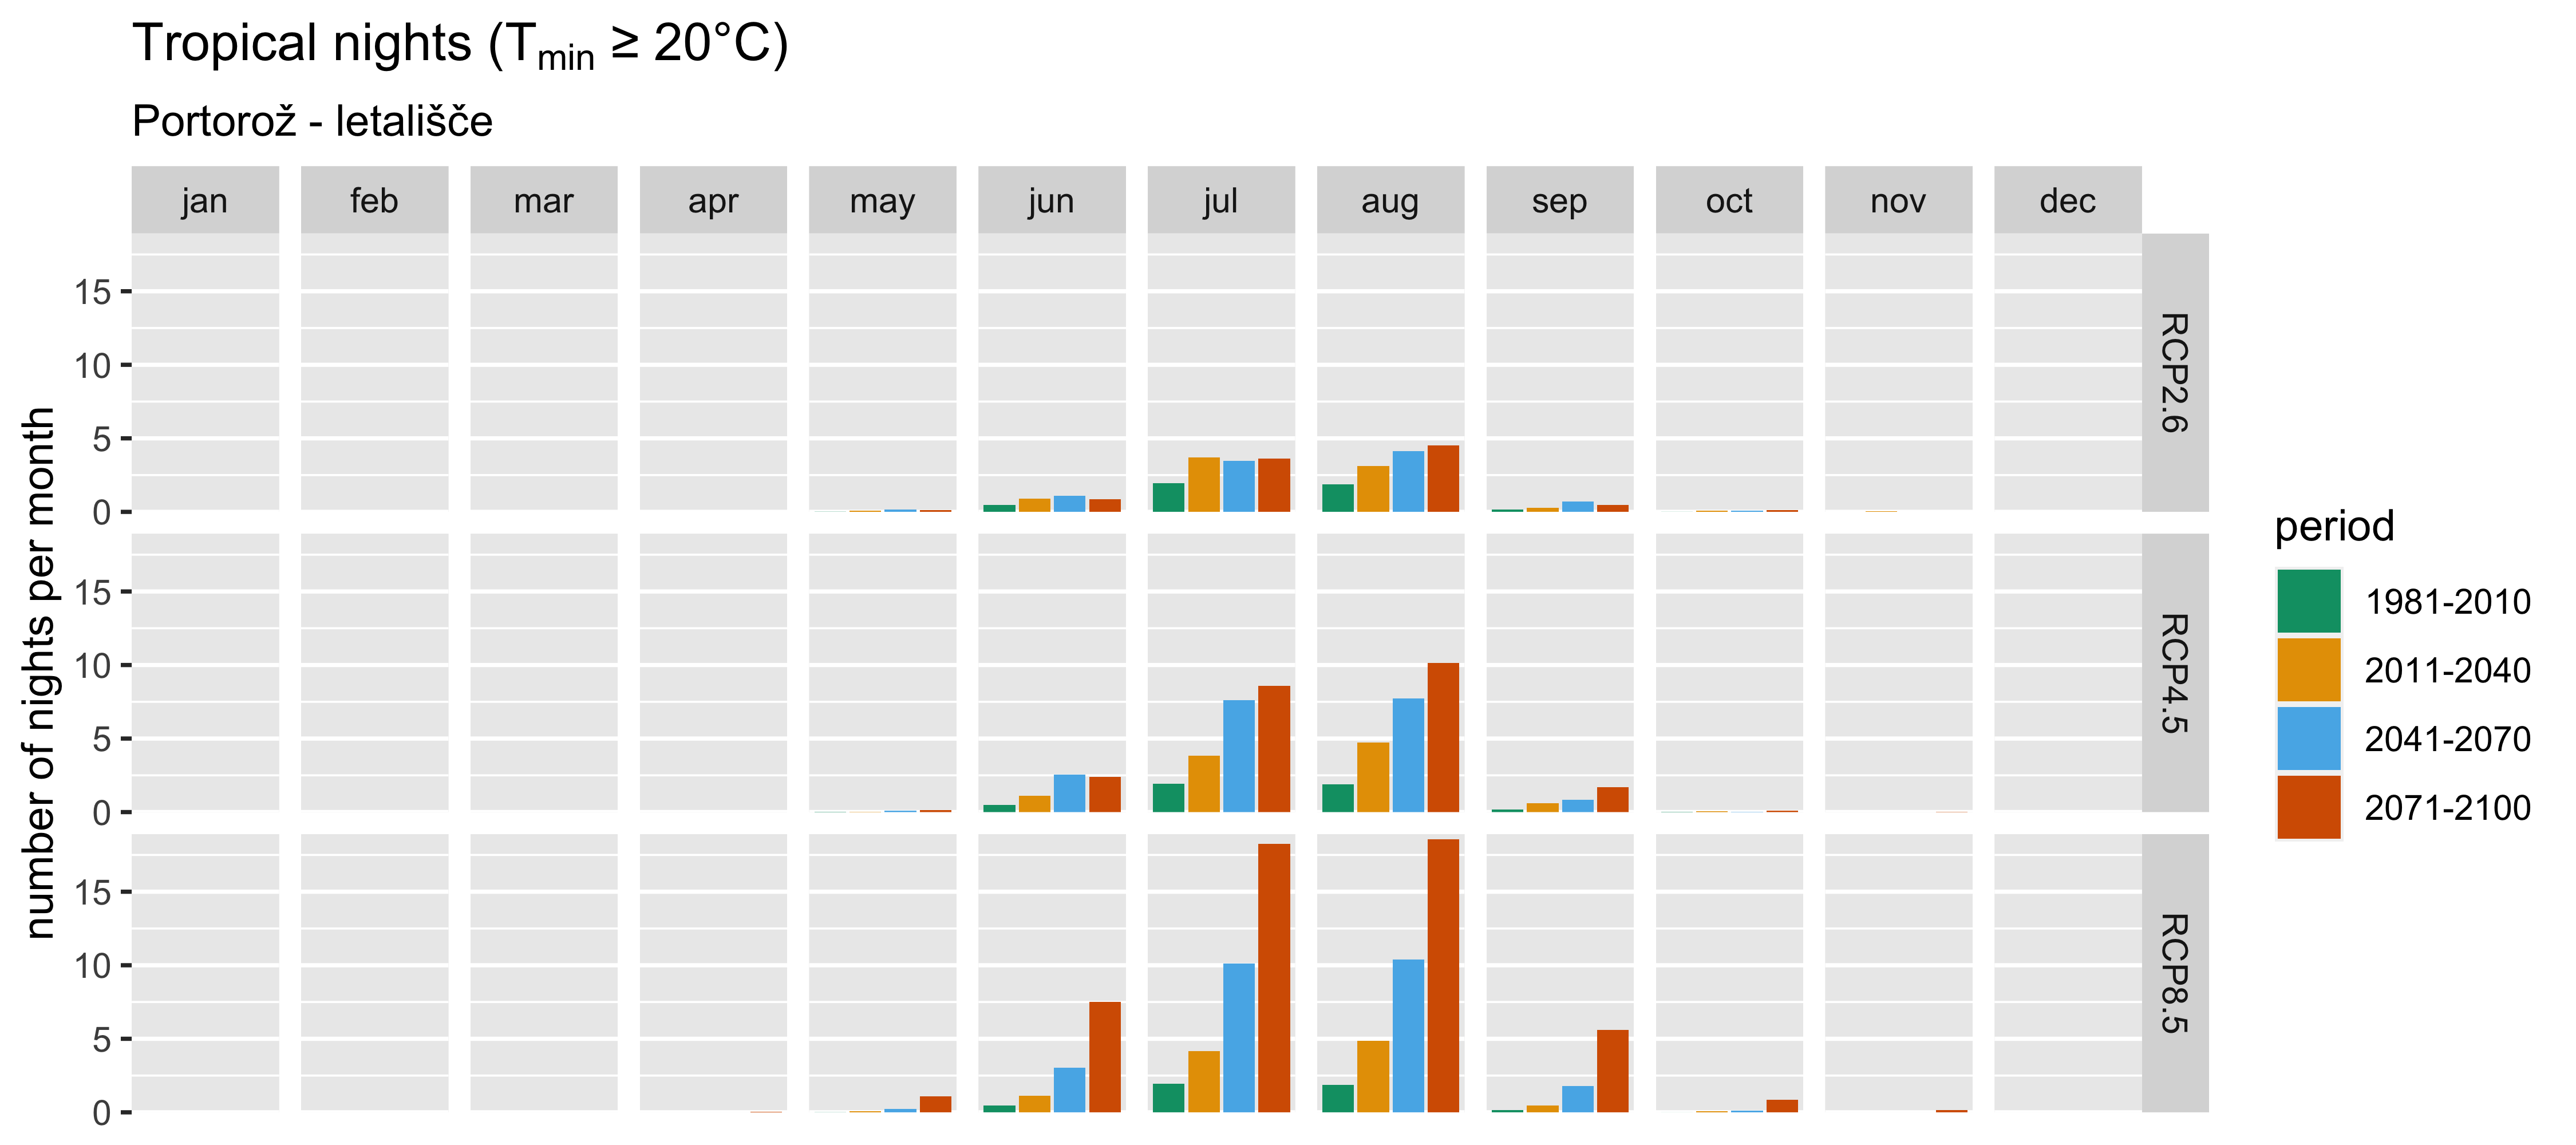 Tropical nights (Tmin ≥ 20°C)
Portorož - letališče
jan feb mar apr may jun jul aug sep oct nov dec
number of nights per month
15
10
5
0
RCP2.6
15
10
5
0
RCP4.5
15
10
5
0
RCP8.5
period
1981-2010
2011-2040
2041-2070
2071-2100